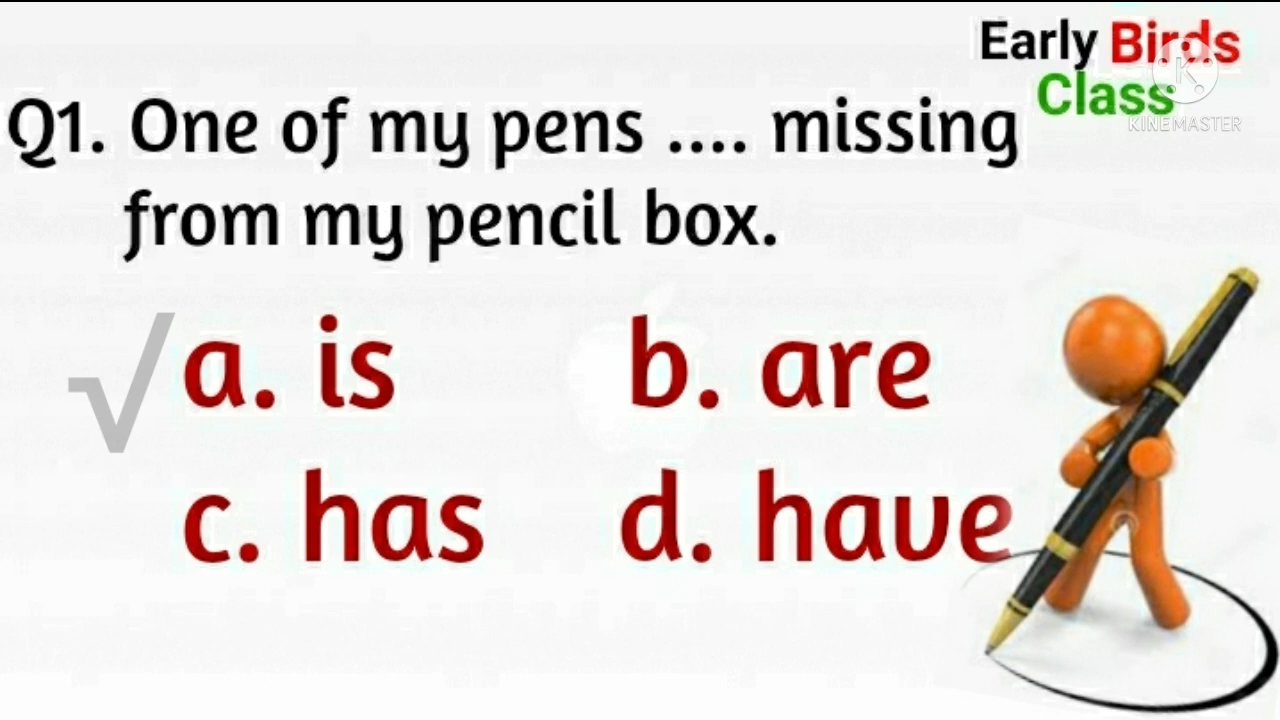 Early Birds
Class
KINEMASTER
Q1. One of my pens .... missing
from my pencil box.
√ a. is b. are
c. has d. have